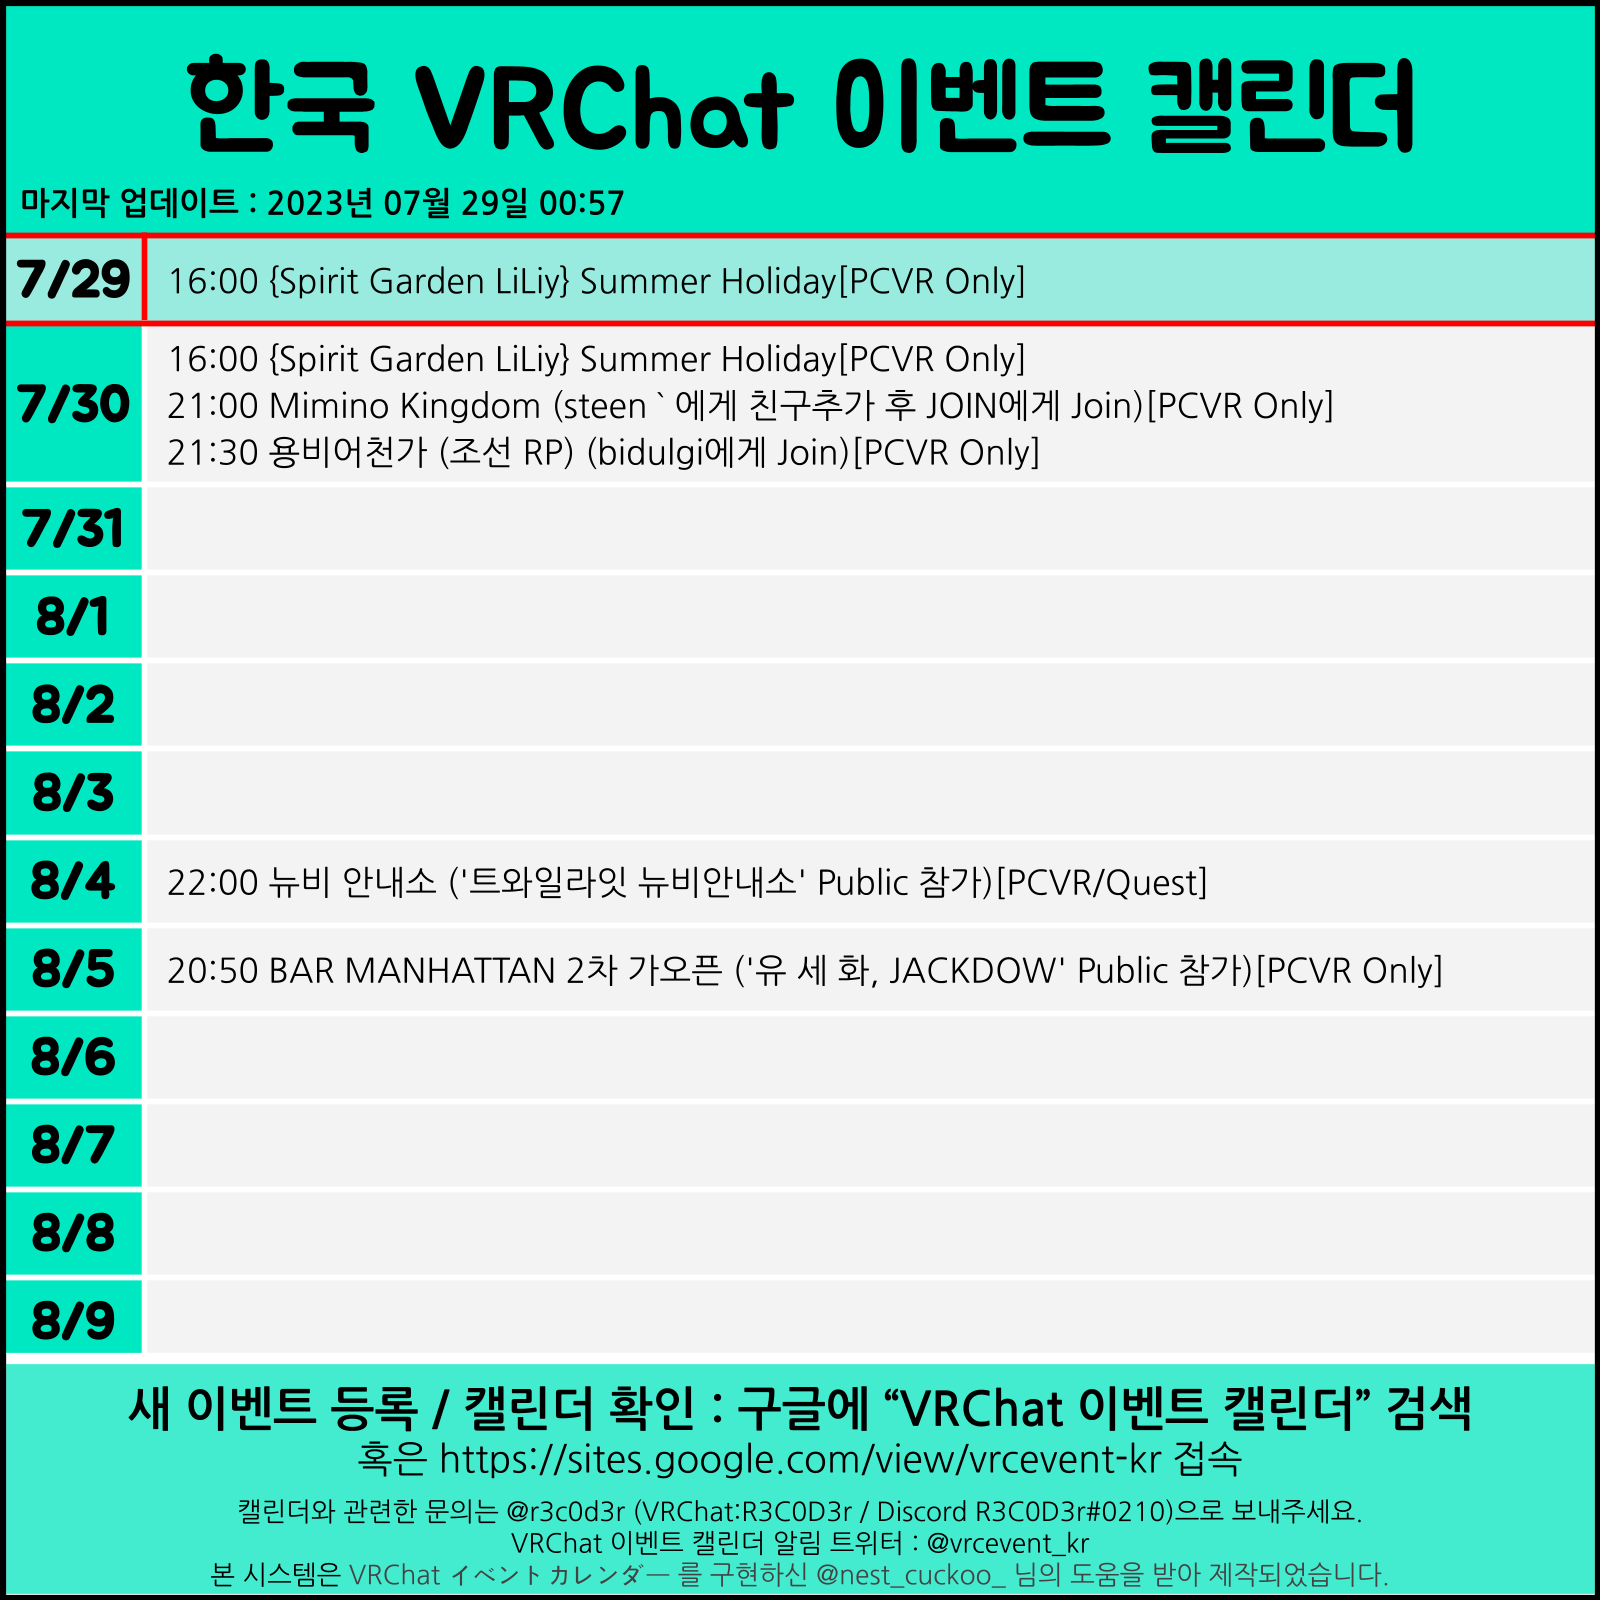 한국 VRChat 이벤트 캘린더
마지막 업데이트 : 2023년 07월 29일 00:57
7/29
16:00 {Spirit Garden LiLiy} Summer Holiday[PCVR Only]
7/30
16:00 {Spirit Garden LiLiy} Summer Holiday[PCVR Only]
21:00 Mimino Kingdom (steen ` 에게 친구추가 후 JOIN에게 Join)[PCVR Only]
21:30 용비어천가 (조선 RP) (bidulgi에게 Join)[PCVR Only]
7/31
8/1
8/2
8/3
8/4
22:00 뉴비 안내소 ('트와일라잇 뉴비안내소' Public 참가)[PCVR/Quest]
8/5
20:50 BAR MANHATTAN 2차 가오픈 ('유 세 화, JACKDOW' Public 참가)[PCVR Only]
8/6
8/7
8/8
8/9
새 이벤트 등록 / 캘린더 확인 : 구글에 “VRChat 이벤트 캘린더” 검색
혹은 https://sites.google.com/view/vrcevent-kr 접속
캘린더와 관련한 문의는 @r3c0d3r (VRChat:R3C0D3r / Discord R3C0D3r#0210)으로 보내주세요.
VRChat 이벤트 캘린더 알림 트위터 : @vrcevent_kr
본 시스템은 VRChat イベントカレンダー 를 구현하신 @nest_cuckoo_ 님의 도움을 받아 제작되었습니다.